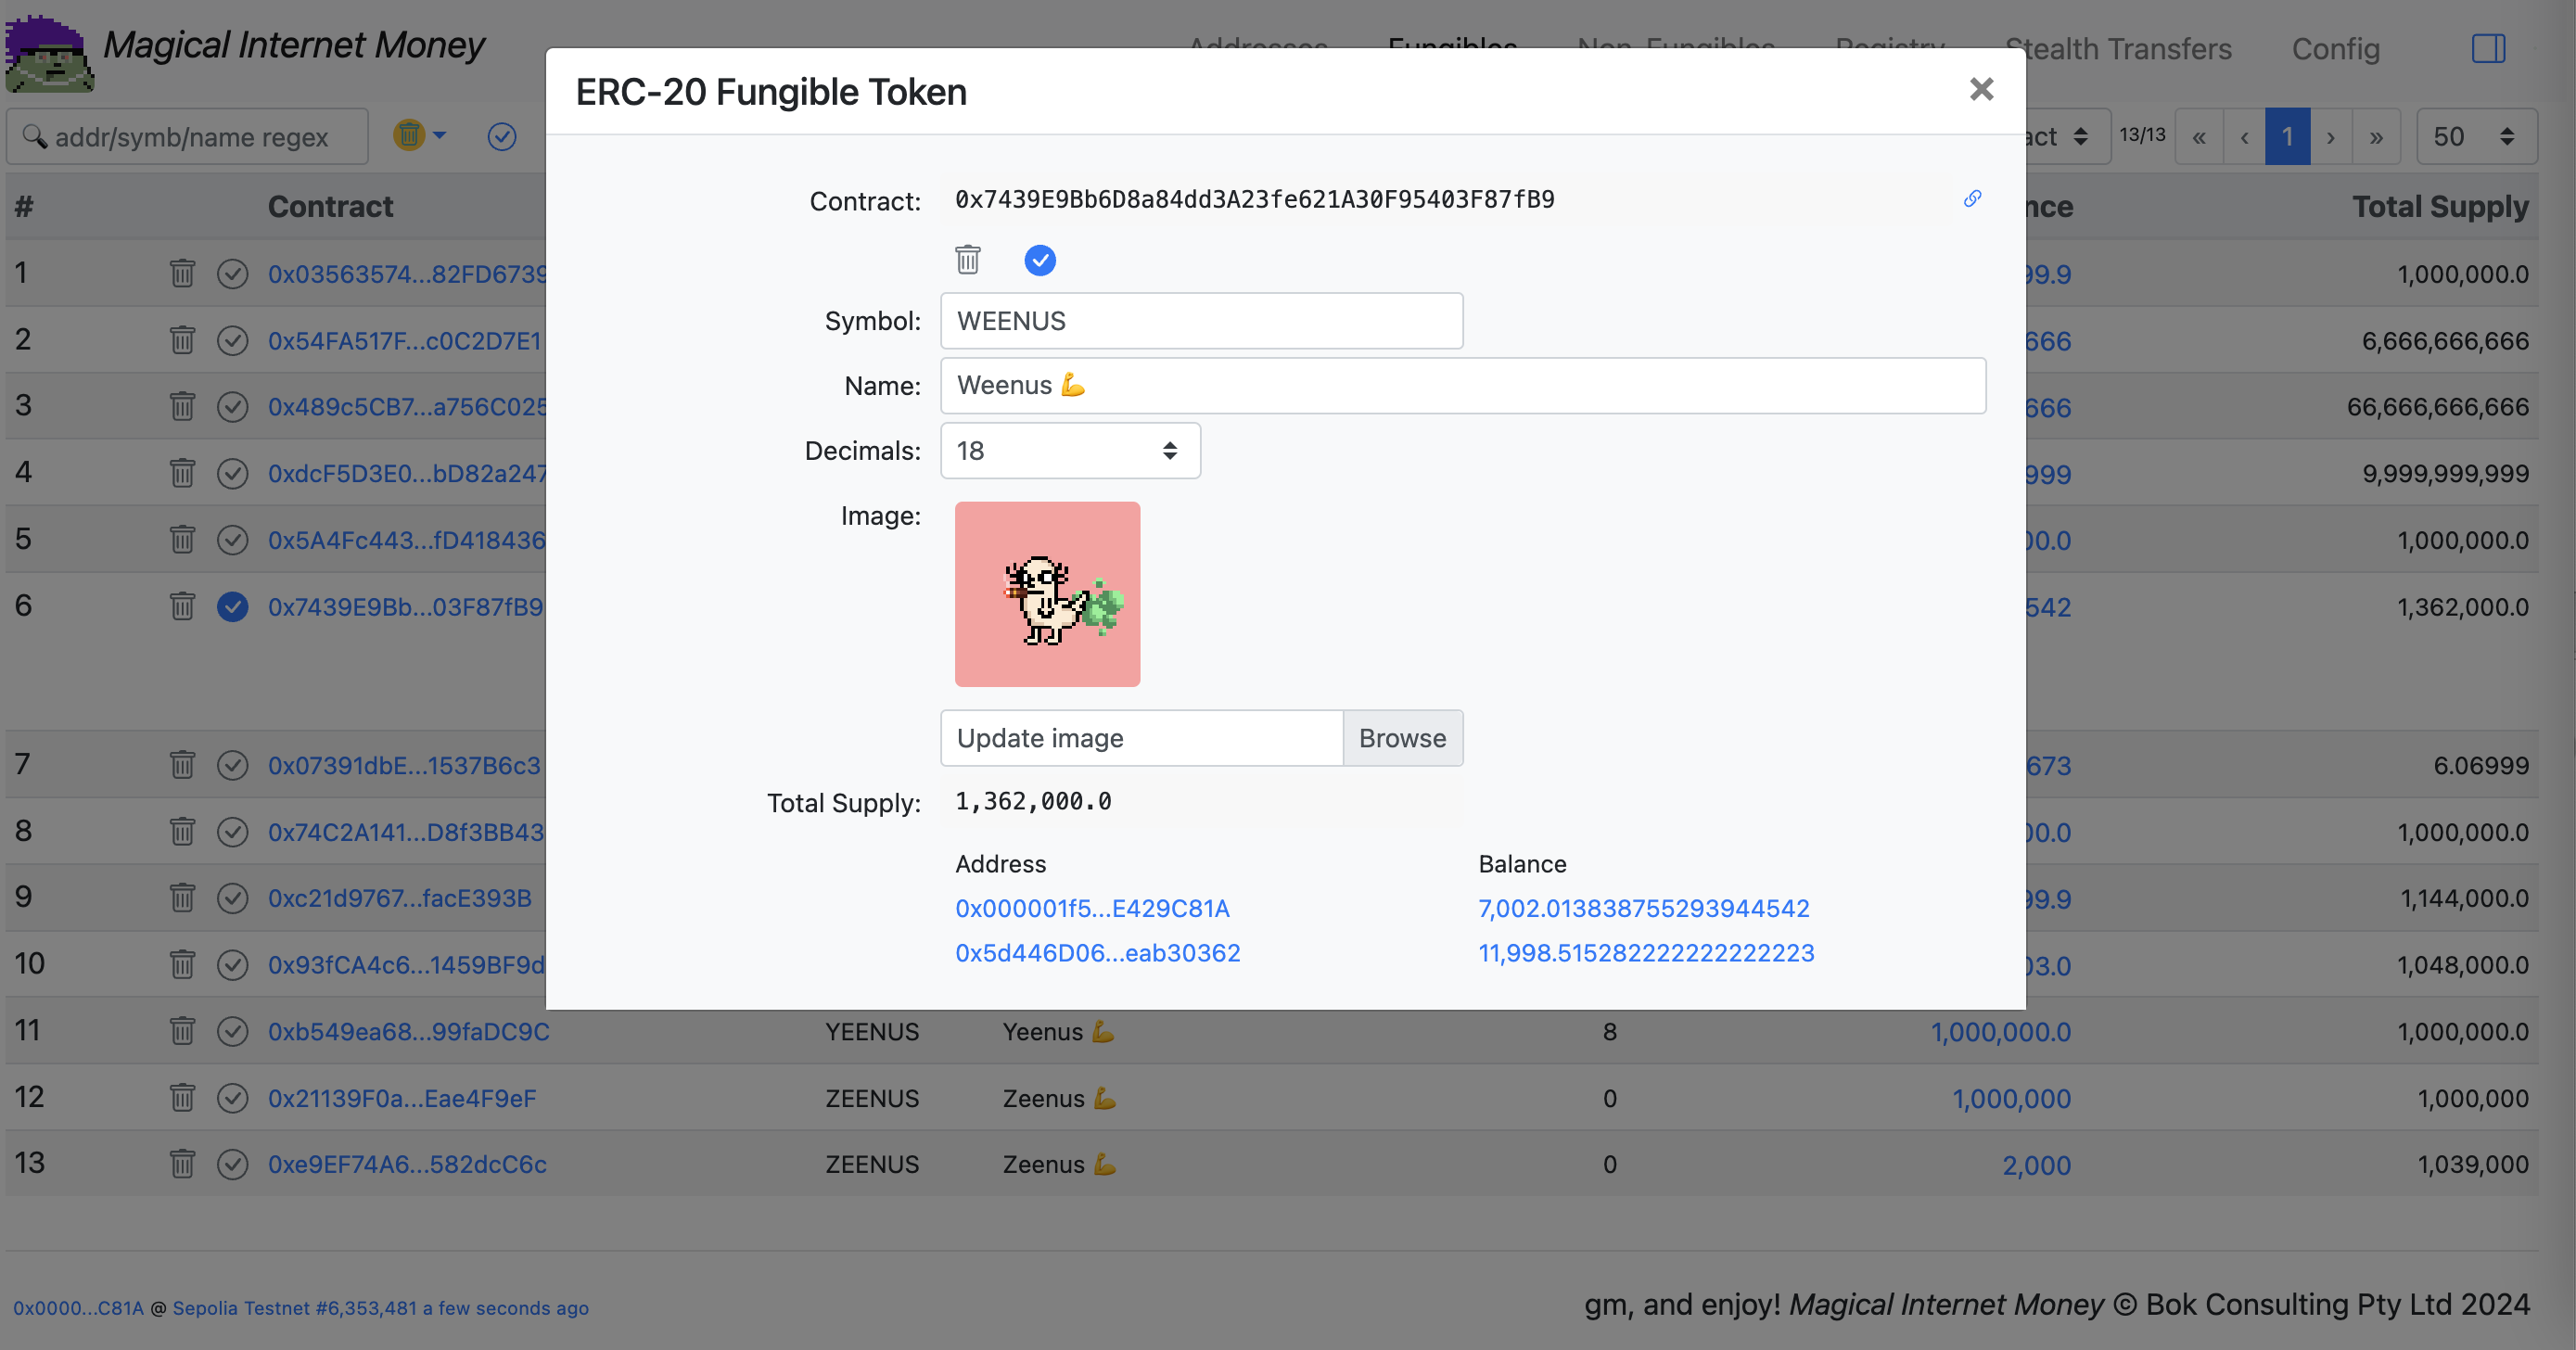 Magical Internet Money
Addresses Fungibles Non-Fungibles Registry Stealth Transfers Config
ERC-20 Fungible Token
addr/symb/name regex
13/13 « ‹ 1 › » 50
# Contract Total Supply
Contract: 0x7439E9Bb6D8a84dd3A23fe621A30F95403F87fB9
Symbol: WEENUS
Name: Weenus 💪
Decimals: 18
Image:
Update image Browse
Total Supply: 1,362,000.0
Address Balance
0x000001f5...E429C81A 7,002.013838755293944542
0x5d446D06...eab30362 11,998.515282222222222223
1 0x03563574...82FD6739 99.9 1,000,000.0
2 0x54FA517F...c0C2D7E1 666 6,666,666,666
3 0x489c5CB7...a756C025 666 66,666,666,666
4 0xdcF5D3E0...bD82a247 999 9,999,999,999
5 0x5A4Fc443...fD418436 00.0 1,000,000.0
6 0x7439E9Bb...03F87fB9 542 1,362,000.0
7 0x07391dbE...1537B6c3 673 6.06999
8 0x74C2A141...D8f3BB43 00.0 1,000,000.0
9 0xc21d9767...facE393B 99.9 1,144,000.0
10 0x93fCA4c6...1459BF9d 03.0 1,048,000.0
11 0xb549ea68...99faDC9C YEENUS Yeenus 💪 8 1,000,000.0 1,000,000.0
12 0x21139F0a...Eae4F9eF ZEENUS Zeenus 💪 0 1,000,000 1,000,000
13 0xe9EF74A6...582dcC6c ZEENUS Zeenus 💪 0 2,000 1,039,000
0x0000...C81A @ Sepolia Testnet #6,353,481 a few seconds ago
gm, and enjoy! Magical Internet Money © Bok Consulting Pty Ltd 2024